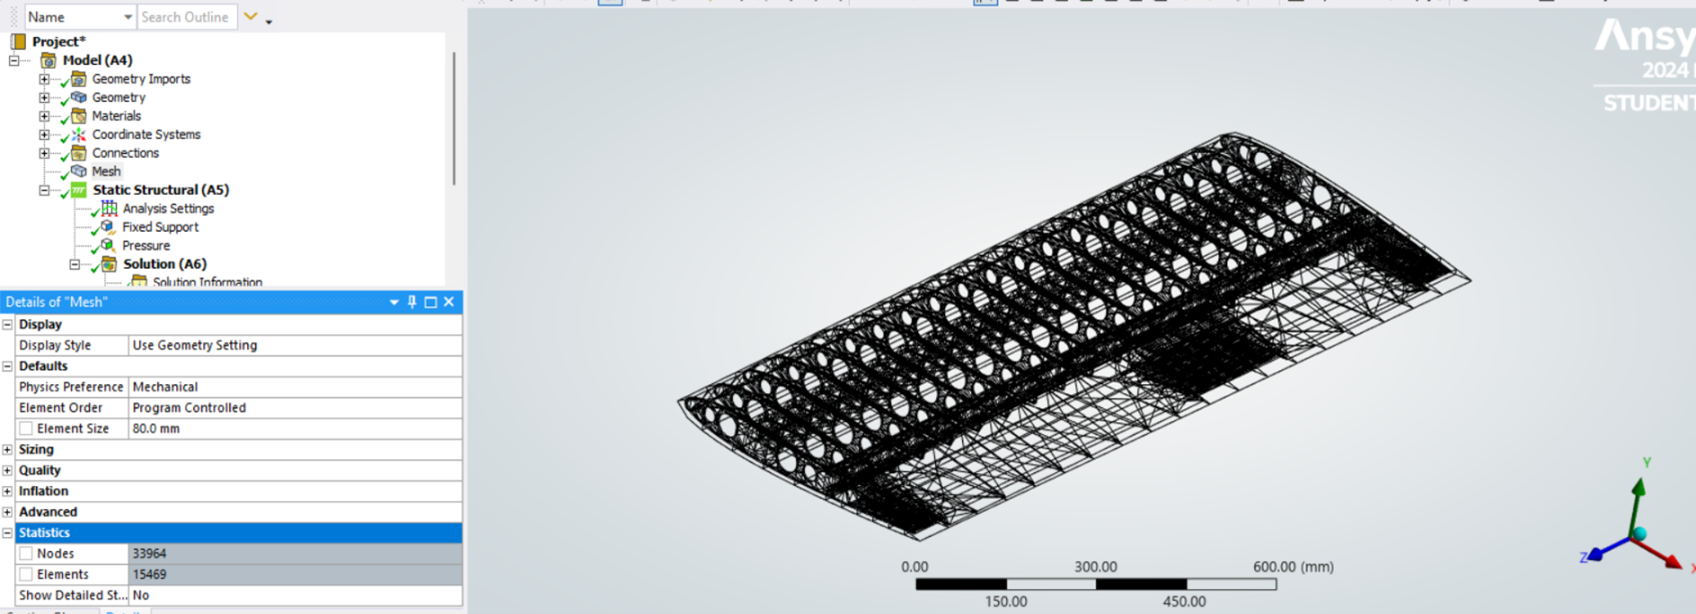 Name
Search Outline
Project*
Model (A4)
Geometry Imports
Geometry
Materials
Coordinate Systems
Connections
Mesh
Static Structural (A5)
Analysis Settings
Fixed Support
Pressure
Solution (A6)
Solution Information
Details of "Mesh"
Display
Display Style Use Geometry Setting
Defaults
Physics Preference Mechanical
Element Order Program Controlled
Element Size 80.0 mm
Sizing
Quality
Inflation
Advanced
Statistics
Nodes 33964
Elements 15469
Show Detailed St... No
Ansy
2024
STUDENT
0.00 300.00 600.00 (mm)
150.00 450.00
Y
Z
X